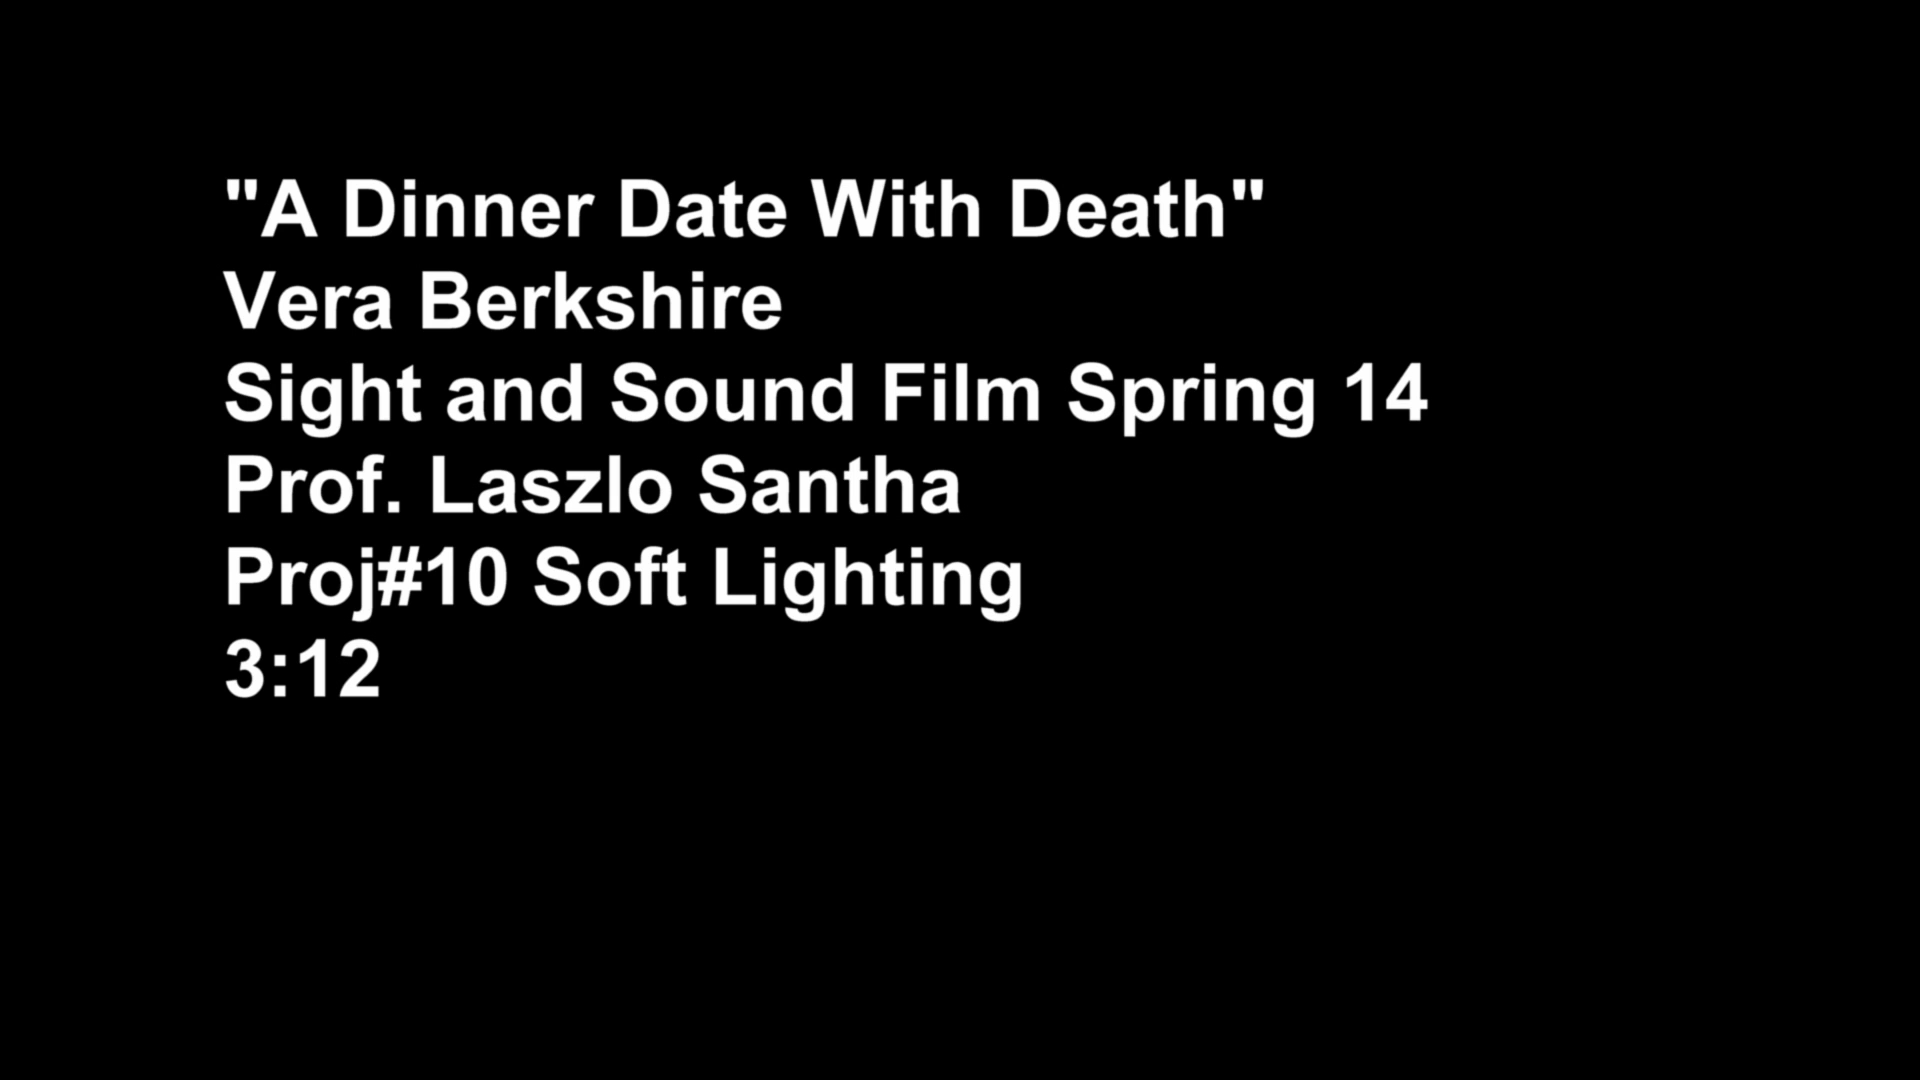 "A Dinner Date With Death"
Vera Berkshire
Sight and Sound Film Spring 14
Prof. Laszlo Santha
Proj#10 Soft Lighting
3:12